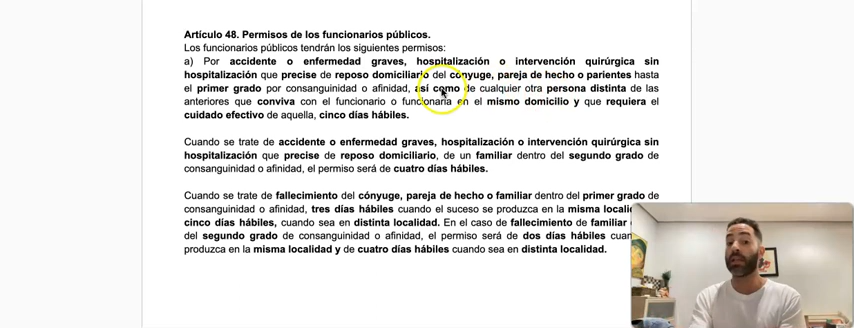 Artículo 48. Permisos de los funcionarios públicos.
Los funcionarios públicos tendrán los siguientes permisos:
a) Por accidente o enfermedad graves, hospitalización o intervención quirúrgica sin
hospitalización que precise de reposo domiciliario del cónyuge, pareja de hecho o parientes hasta
el primer grado por consanguinidad o afinidad, así como de cualquier otra persona distinta de las
anteriores que conviva con el funcionario o funcionaria en el mismo domicilio y que requiera el
cuidado efectivo de aquella, cinco días hábiles.
Cuando se trate de accidente o enfermedad graves, hospitalización o intervención quirúrgica sin
hospitalización que precise de reposo domiciliario, de un familiar dentro del segundo grado de
consanguinidad o afinidad, el permiso será de cuatro días hábiles.
Cuando se trate de fallecimiento del cónyuge, pareja de hecho o familiar dentro del primer grado de
consanguinidad o afinidad, tres días hábiles cuando el suceso se produzca en la misma
cinco días hábiles, cuando sea en distinta localidad. En el caso de fallecimiento de familiar
del segundo grado de consanguinidad o afinidad, el permiso será de dos días hábiles
produzca en la misma localidad y de cuatro días hábiles cuando sea en distinta localidad.